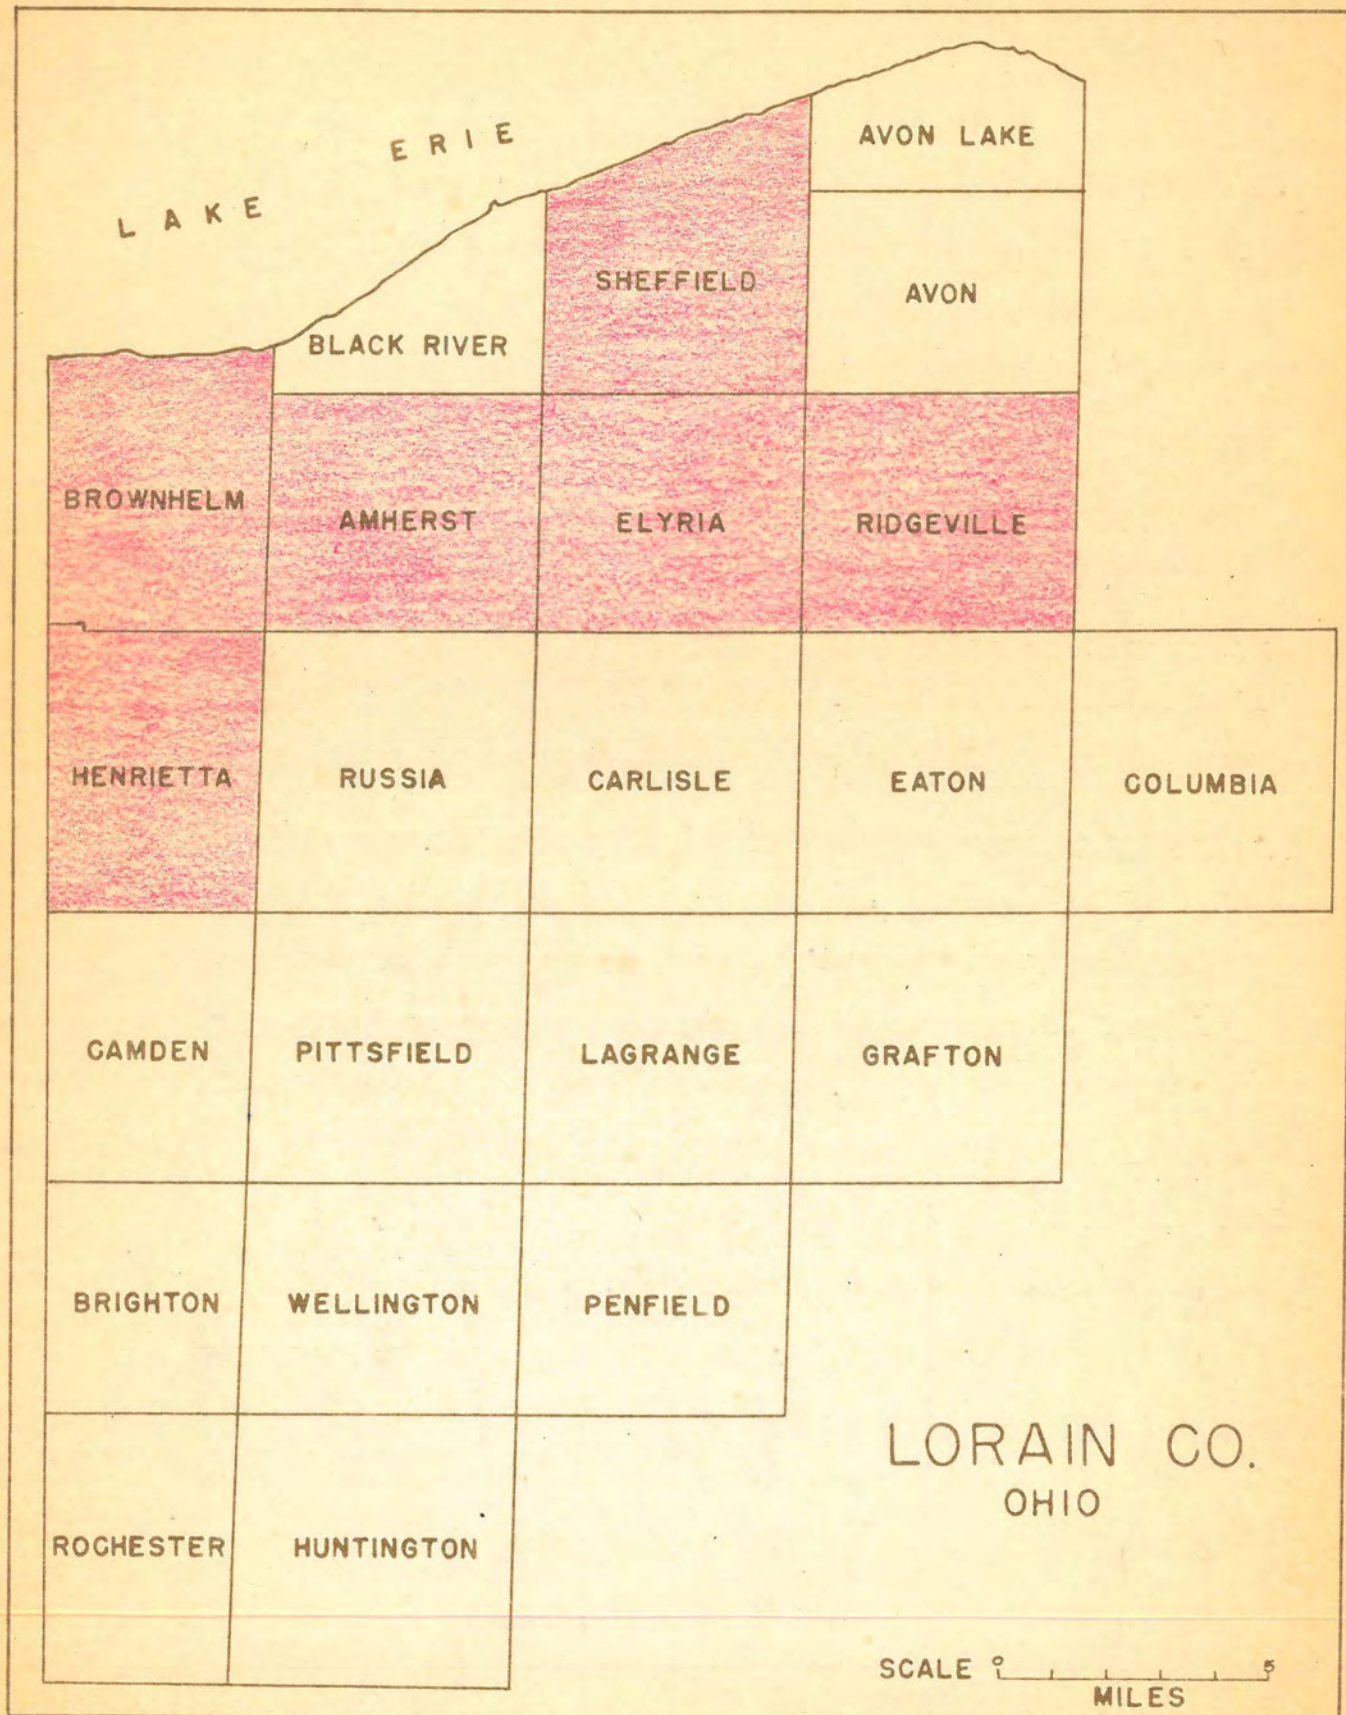 LAKE ERIE
AVON LAKE
SHEFFIELD
AVON
BLACK RIVER
BROWNHELM
AMHERST
ELYRIA
RIDGEVILLE
HENRIETTA
RUSSIA
CARLISLE
EATON
COLUMBIA
CAMDEN
PITTSFIELD
LAGRANGE
GRAFTON
BRIGHTON
WELLINGTON
PENFIELD
LORAIN CO.
OHIO
ROCHESTER
HUNTINGTON
SCALE 0 5
MILES